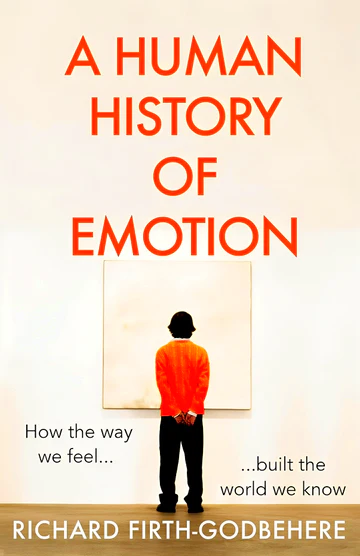 A HUMAN
HISTORY
OF
EMOTION
How the way
we feel...
...built the
world we know
RICHARD FIRTH-GODBEHERE